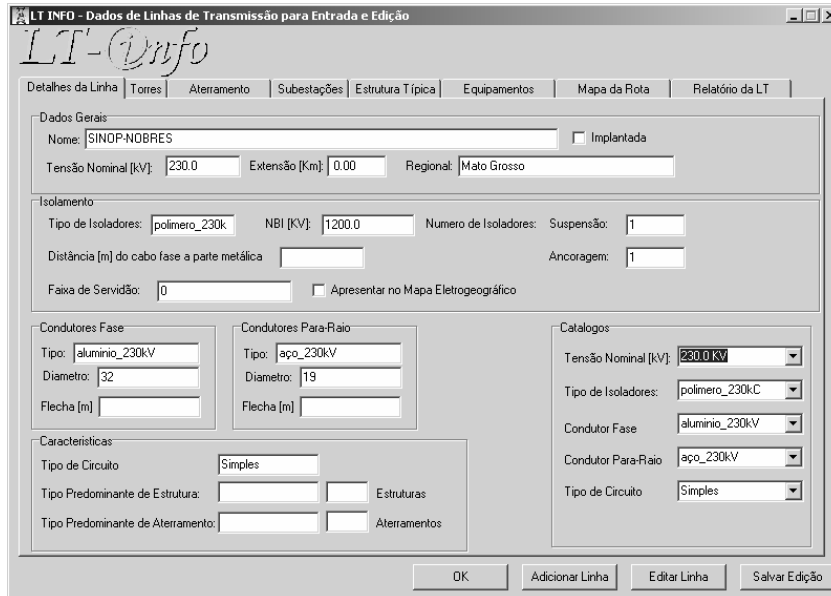 LT INFO - Dados de Linhas de Transmissão para Entrada e Edição
LT-@info
Detalhes da Linha Torres Aterramento Subestações Estrutura Típica Equipamentos Mapa da Rota Relatório da LT
Dados Gerais
Nome: SINOP-NOBRES Implantada
Tensão Nominal [kV]: 230.0 Extensão [Km]: 0.00 Regional: Mato Grosso
Isolamento
Tipo de Isoladores: polimero_230k NBI [KV]: 1200.0 Numero de Isoladores: Suspensão: 1
Distância [m] do cabo fase a parte metálica Ancoragem: 1
Faixa de Servidão: 0 Apresentar no Mapa Eletrogeográfico
Condutores Fase
Tipo: aluminio_230kV
Diametro: 32
Flecha [m]
Condutores Para-Raio
Tipo: aço_230kV
Diametro: 19
Flecha [m]
Catalogos
Tensão Nominal [kV]: 230.0 KV
Tipo de Isoladores: polimero_230kC
Condutor Fase aluminio_230kV
Condutor Para-Raio aço_230kV
Tipo de Circuito Simples
Caracteristicas
Tipo de Circuito Simples
Tipo Predominante de Estrutura: Estruturas
Tipo Predominante de Aterramento: Aterramentos
OK Adicionar Linha Editar Linha Salvar Edição